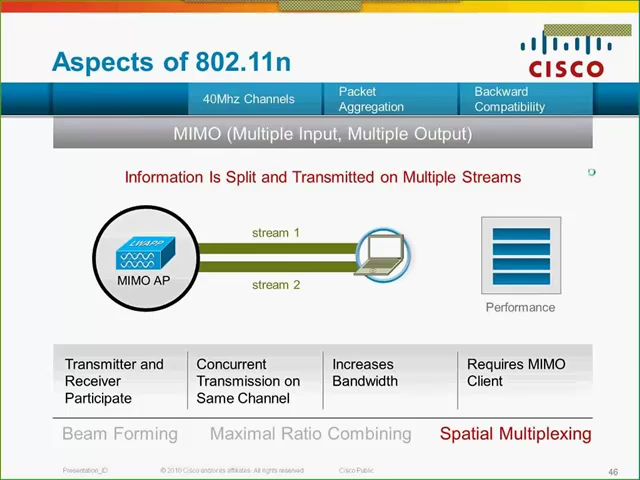 Aspects of 802.11n
CISCO
40Mhz Channels
Packet
Aggregation
Backward
Compatibility
MIMO (Multiple Input, Multiple Output)
Information Is Split and Transmitted on Multiple Streams
stream 1
LWAPP
MIMO AP
stream 2
Performance
Transmitter and
Receiver
Participate
Concurrent
Transmission on
Same Channel
Increases
Bandwidth
Requires MIMO
Client
Beam Forming
Maximal Ratio Combining
Spatial Multiplexing
Presentation_ID
© 2010 Cisco and/or its affiliates. All rights reserved.
Cisco Public
46